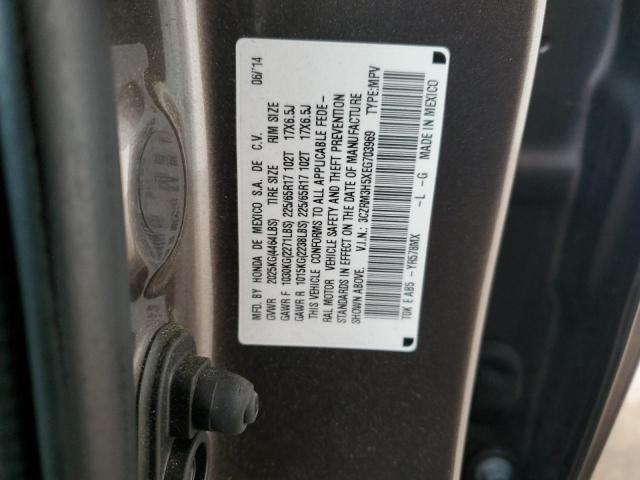 MFD. BY HONDA DE MEXICO S.A. DE C.V. 06/'14
GVWR 2025KG(4464LBS) TIRE SIZE RIM SIZE
GAWR F 1030KG(2271LBS) 225/65R17 102T 17X6.5J
GAWR R 1015KG(2238LBS) 225/65R17 102T 17X6.5J
THIS VEHICLE CONFORMS TO ALL APPLICABLE FEDE-
RAL MOTOR VEHICLE SAFETY AND THEFT PREVENTION
STANDARDS IN EFFECT ON THE DATE OF MANUFACTURE
SHOWN ABOVE. V.I.N.: 3CZRM3H5XEG703969 TYPE:MPV
T0K E AB5 -YR578MX -L -G MADE IN MEXICO